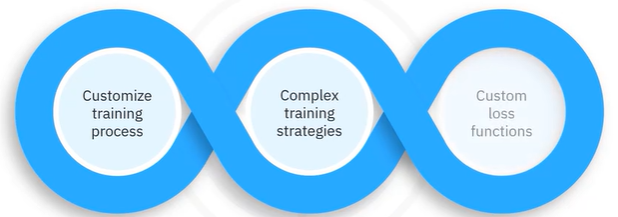 Customize
training
process
Complex
training
strategies
Custom
loss
functions